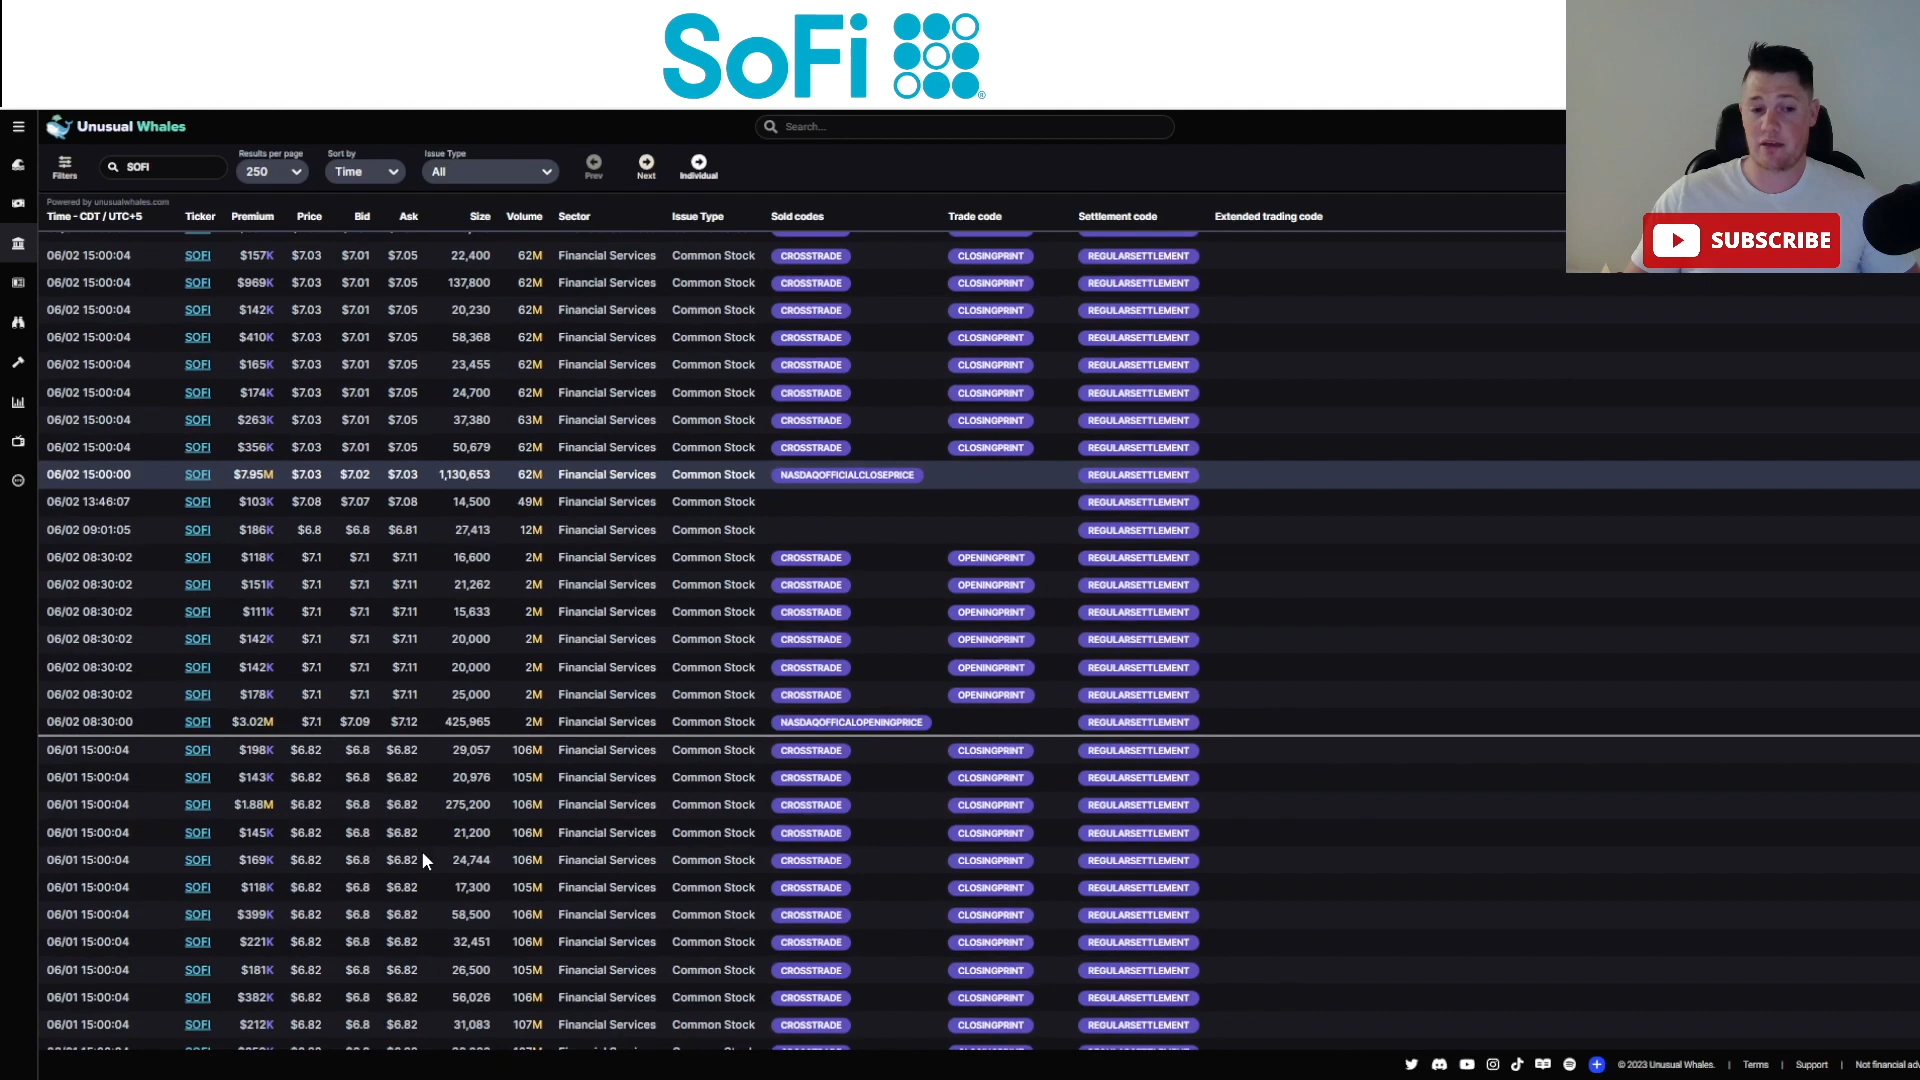 SoFi ®
Unusual Whales
Search...
SUBSCRIBE
Filters
SOFI
Results per page
250
Sort by
Time
Issue Type
All
Prev
Next
Individual
Powered by unusualwhales.com
Time - CDT / UTC+5 Ticker Premium Price Bid Ask Size Volume Sector Issue Type Sold codes Trade code Settlement code Extended trading code
06/02 15:00:04 SOFI $157K $7.03 $7.01 $7.05 22,400 62M Financial Services Common Stock CROSSTRADE CLOSINGPRINT REGULARSETTLEMENT
06/02 15:00:04 SOFI $969K $7.03 $7.01 $7.05 137,800 62M Financial Services Common Stock CROSSTRADE CLOSINGPRINT REGULARSETTLEMENT
06/02 15:00:04 SOFI $142K $7.03 $7.01 $7.05 20,230 62M Financial Services Common Stock CROSSTRADE CLOSINGPRINT REGULARSETTLEMENT
06/02 15:00:04 SOFI $410K $7.03 $7.01 $7.05 58,368 62M Financial Services Common Stock CROSSTRADE CLOSINGPRINT REGULARSETTLEMENT
06/02 15:00:04 SOFI $165K $7.03 $7.01 $7.05 23,455 62M Financial Services Common Stock CROSSTRADE CLOSINGPRINT REGULARSETTLEMENT
06/02 15:00:04 SOFI $174K $7.03 $7.01 $7.05 24,700 62M Financial Services Common Stock CROSSTRADE CLOSINGPRINT REGULARSETTLEMENT
06/02 15:00:04 SOFI $263K $7.03 $7.01 $7.05 37,380 63M Financial Services Common Stock CROSSTRADE CLOSINGPRINT REGULARSETTLEMENT
06/02 15:00:04 SOFI $356K $7.03 $7.01 $7.05 50,679 62M Financial Services Common Stock CROSSTRADE CLOSINGPRINT REGULARSETTLEMENT
06/02 15:00:00 SOFI $7.95M $7.03 $7.02 $7.03 1,130,653 62M Financial Services Common Stock NASDAQOFFICIALCLOSEPRICE REGULARSETTLEMENT
06/02 13:46:07 SOFI $103K $7.08 $7.07 $7.08 14,500 49M Financial Services Common Stock REGULARSETTLEMENT
06/02 09:01:05 SOFI $186K $6.8 $6.8 $6.81 27,413 12M Financial Services Common Stock REGULARSETTLEMENT
06/02 08:30:02 SOFI $118K $7.1 $7.1 $7.11 16,600 2M Financial Services Common Stock CROSSTRADE OPENINGPRINT REGULARSETTLEMENT
06/02 08:30:02 SOFI $151K $7.1 $7.1 $7.11 21,262 2M Financial Services Common Stock CROSSTRADE OPENINGPRINT REGULARSETTLEMENT
06/02 08:30:02 SOFI $111K $7.1 $7.1 $7.11 15,633 2M Financial Services Common Stock CROSSTRADE OPENINGPRINT REGULARSETTLEMENT
06/02 08:30:02 SOFI $142K $7.1 $7.1 $7.11 20,000 2M Financial Services Common Stock CROSSTRADE OPENINGPRINT REGULARSETTLEMENT
06/02 08:30:02 SOFI $142K $7.1 $7.1 $7.11 20,000 2M Financial Services Common Stock CROSSTRADE OPENINGPRINT REGULARSETTLEMENT
06/02 08:30:02 SOFI $178K $7.1 $7.1 $7.11 25,000 2M Financial Services Common Stock CROSSTRADE OPENINGPRINT REGULARSETTLEMENT
06/02 08:30:00 SOFI $3.02M $7.1 $7.09 $7.12 425,965 2M Financial Services Common Stock NASDAQOFFICALOPENINGPRICE REGULARSETTLEMENT
06/01 15:00:04 SOFI $198K $6.82 $6.8 $6.82 29,057 106M Financial Services Common Stock CROSSTRADE CLOSINGPRINT REGULARSETTLEMENT
06/01 15:00:04 SOFI $143K $6.82 $6.8 $6.82 20,976 105M Financial Services Common Stock CROSSTRADE CLOSINGPRINT REGULARSETTLEMENT
06/01 15:00:04 SOFI $1.88M $6.82 $6.8 $6.82 275,200 106M Financial Services Common Stock CROSSTRADE CLOSINGPRINT REGULARSETTLEMENT
06/01 15:00:04 SOFI $145K $6.82 $6.8 $6.82 21,200 106M Financial Services Common Stock CROSSTRADE CLOSINGPRINT REGULARSETTLEMENT
06/01 15:00:04 SOFI $169K $6.82 $6.8 $6.82 24,744 106M Financial Services Common Stock CROSSTRADE CLOSINGPRINT REGULARSETTLEMENT
06/01 15:00:04 SOFI $118K $6.82 $6.8 $6.82 17,300 105M Financial Services Common Stock CROSSTRADE CLOSINGPRINT REGULARSETTLEMENT
06/01 15:00:04 SOFI $399K $6.82 $6.8 $6.82 58,500 106M Financial Services Common Stock CROSSTRADE CLOSINGPRINT REGULARSETTLEMENT
06/01 15:00:04 SOFI $221K $6.82 $6.8 $6.82 32,451 106M Financial Services Common Stock CROSSTRADE CLOSINGPRINT REGULARSETTLEMENT
06/01 15:00:04 SOFI $181K $6.82 $6.8 $6.82 26,500 105M Financial Services Common Stock CROSSTRADE CLOSINGPRINT REGULARSETTLEMENT
06/01 15:00:04 SOFI $382K $6.82 $6.8 $6.82 56,026 106M Financial Services Common Stock CROSSTRADE CLOSINGPRINT REGULARSETTLEMENT
06/01 15:00:04 SOFI $212K $6.82 $6.8 $6.82 31,083 107M Financial Services Common Stock CROSSTRADE CLOSINGPRINT REGULARSETTLEMENT
© 2023 Unusual Whales. | Terms | Support | Not financial adv